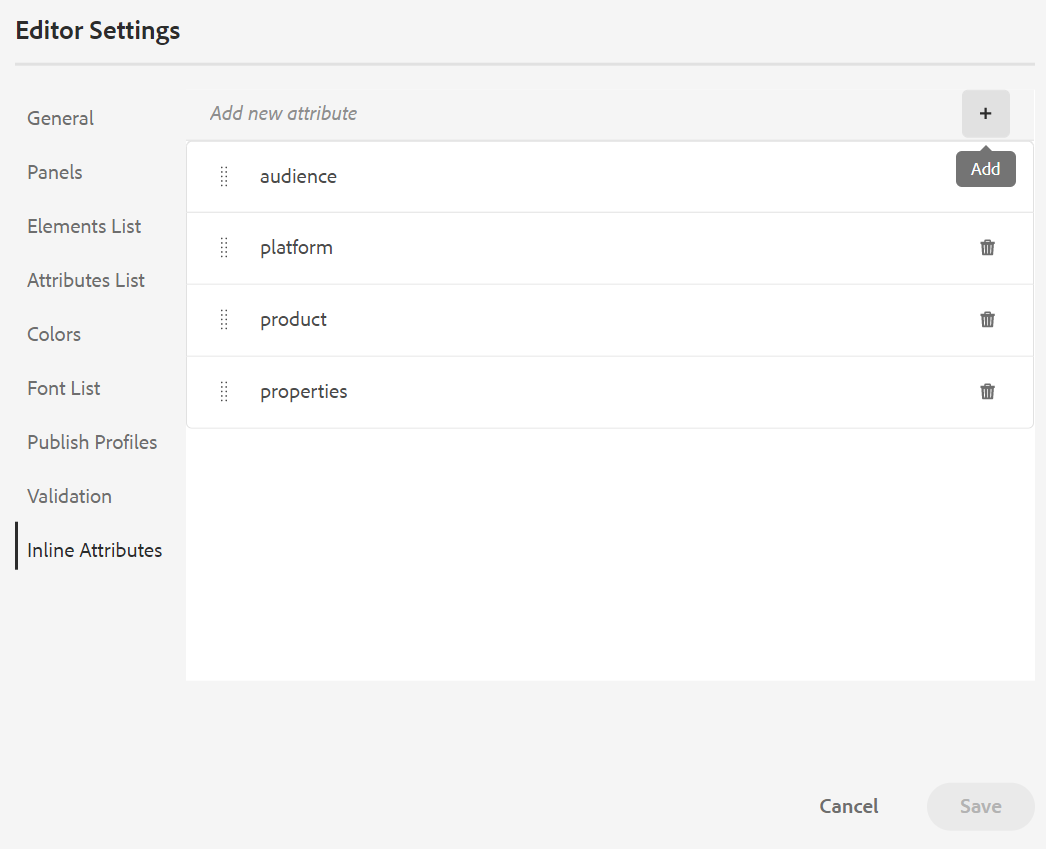 Editor Settings
General
Panels
Elements List
Attributes List
Colors
Font List
Publish Profiles
Validation
Inline Attributes
Add new attribute
+
Add
audience
platform
product
properties
Cancel
Save